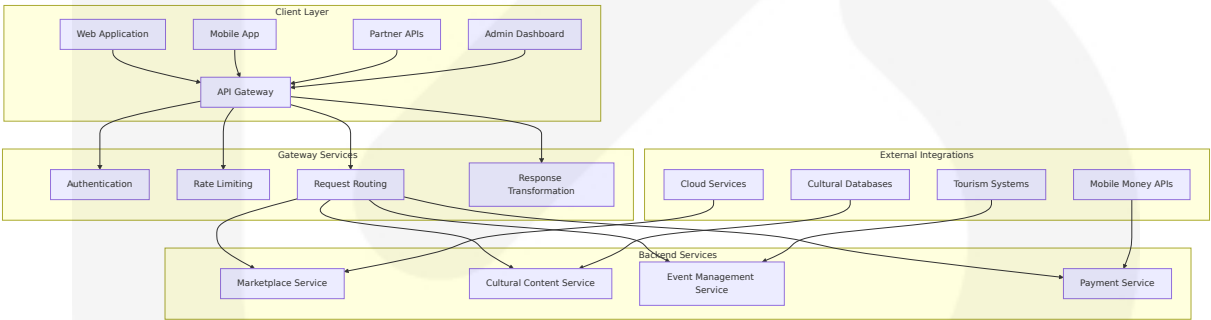 Client Layer
Web Application
Mobile App
Partner APIs
Admin Dashboard
API Gateway
Gateway Services
Authentication
Rate Limiting
Request Routing
Response
Transformation
External Integrations
Cloud Services
Cultural Databases
Tourism Systems
Mobile Money APIs
Backend Services
Marketplace Service
Cultural Content Service
Event Management
Service
Payment Service